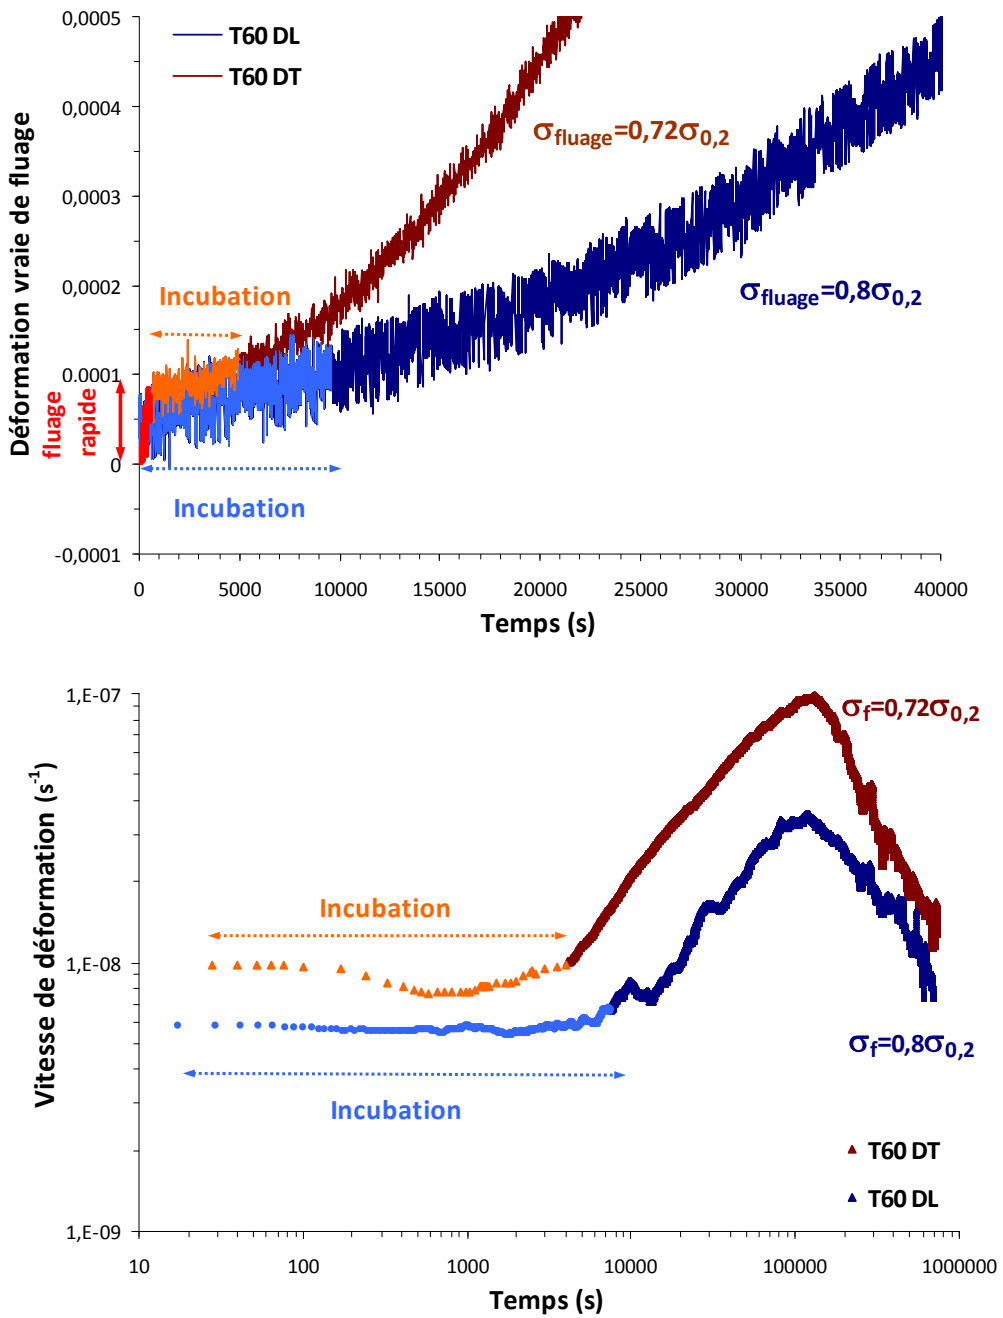 0,0005
0,0004
0,0003
0,0002
0,0001
0
-0,0001
Déformation vraie de fluage
T60 DL
T60 DT
σfluage=0,72σ0,2
σfluage=0,8σ0,2
Incubation
fluage
rapide
Incubation
0 5000 10000 15000 20000 25000 30000 35000 40000
Temps (s)
1,E-07
1,E-08
1,E-09
Vitesse de déformation (s-1)
σf=0,72σ0,2
Incubation
σf=0,8σ0,2
Incubation
T60 DT
T60 DL
10 100 1000 10000 100000 1000000
Temps (s)